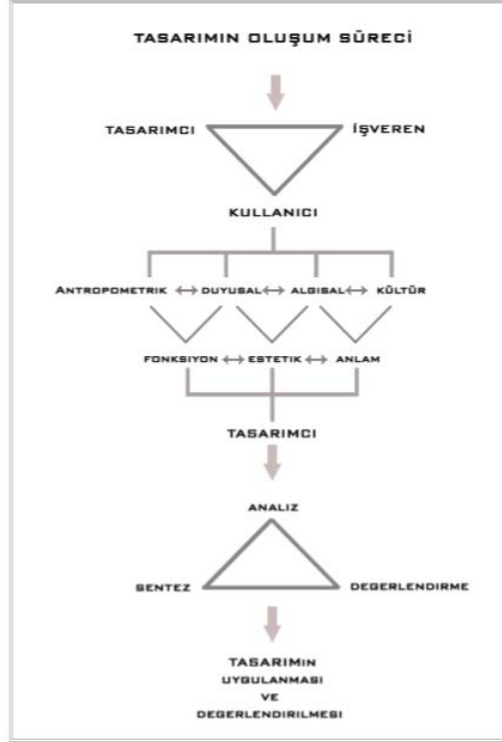 TASARIMIN OLUŞUM SÜRECİ
TASARIMCI İŞVEREN
KULLANICI
ANTROPOMETRIK DUYUSAL ALGISAL KÜLTÜR
FONKSIYON ESTETIK ANLAM
TASARIMCI
ANALIZ
SENTEZ DEGERLENDIRME
TASARIMIN
UYGULANMASI
VE
DEGERLENDIRILMESI